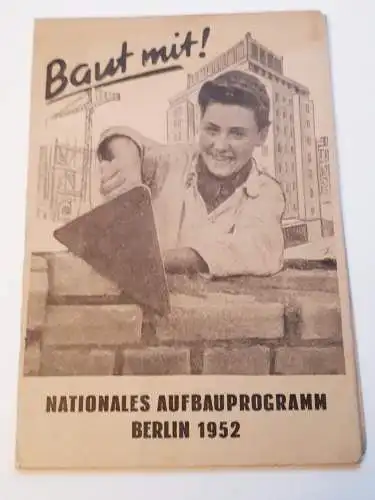 Baut mit!
NATIONALES AUFBAUPROGRAMM
BERLIN 1952